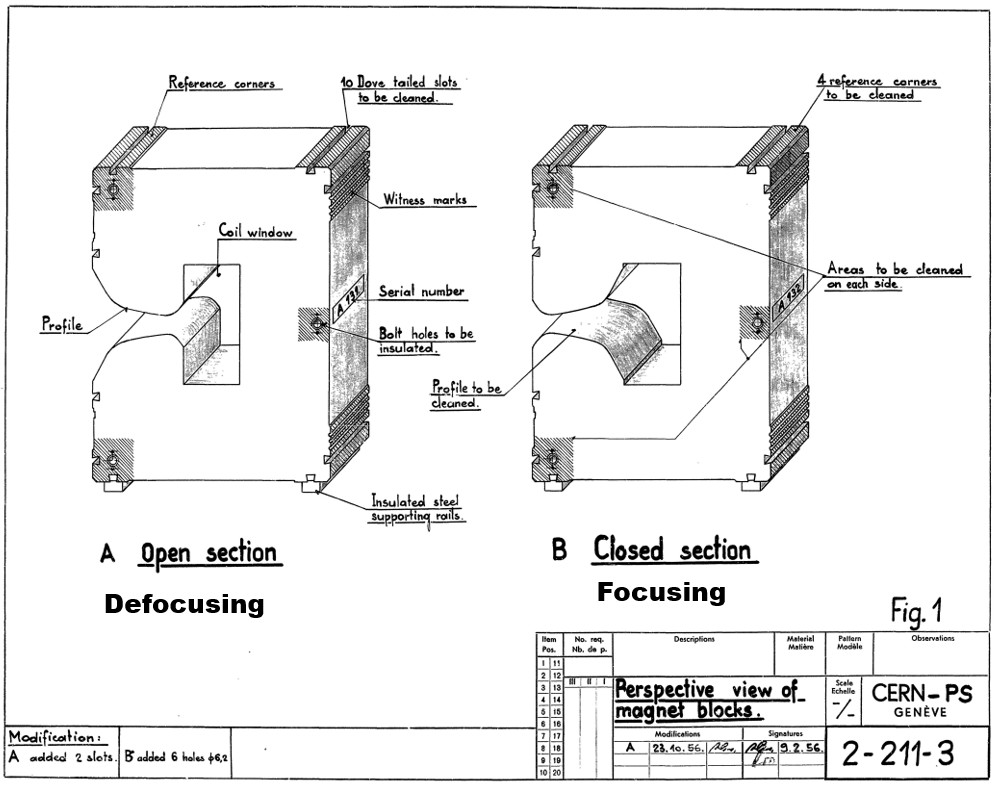 Reference corners
10 Dove tailed slots
to be cleaned.
4 reference corners
to be cleaned
Witness marks
Coil window
Areas to be cleaned
on each side.
Serial number
A 131
A 132
Profile
Bolt holes to be
insulated.
Profile to be
cleaned.
Insulated steel
supporting rails.
A Open section
B Closed section
Defocusing
Focusing
Fig. 1
Item
Pos.
No. req.
Nb. de p.
Descriptions
Material
Matière
Pattern
Modèle
Observations
1 11
2 12
3 13
4 14
5 15
6 16
7 17
8 18
9 19
10 20
III II I
Perspective view of
magnet blocks.
Scale
Echelle
-/-
CERN-PS
GENÈVE
Modifications
Signatures
A 23.10.56.
9.2.56.
2-211-3
Modification:
A added 2 slots.
B added 6 holes ϕ6,2